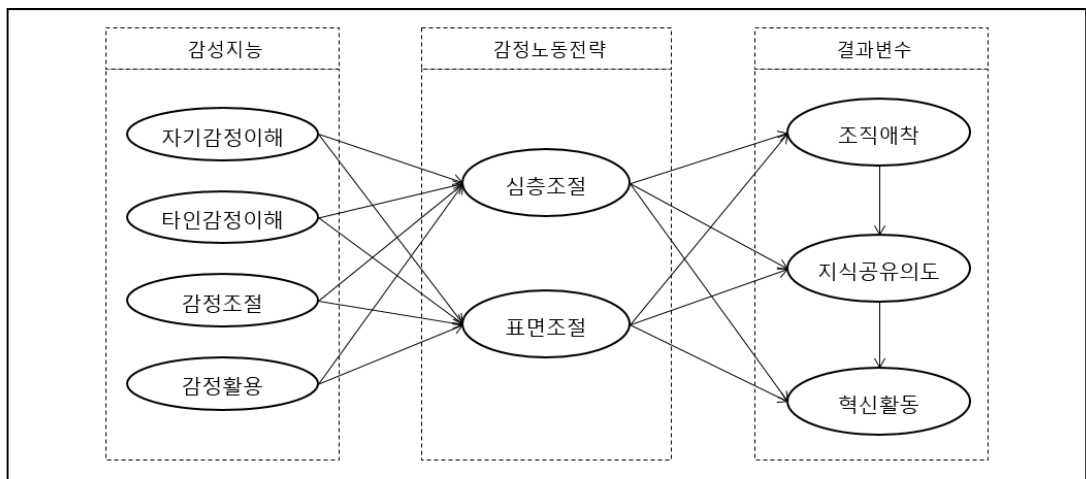 감성지능
감정노동전략
결과변수
자기감정이해
타인감정이해
감정조절
감정활용
심층조절
표면조절
조직애착
지식공유의도
혁신활동